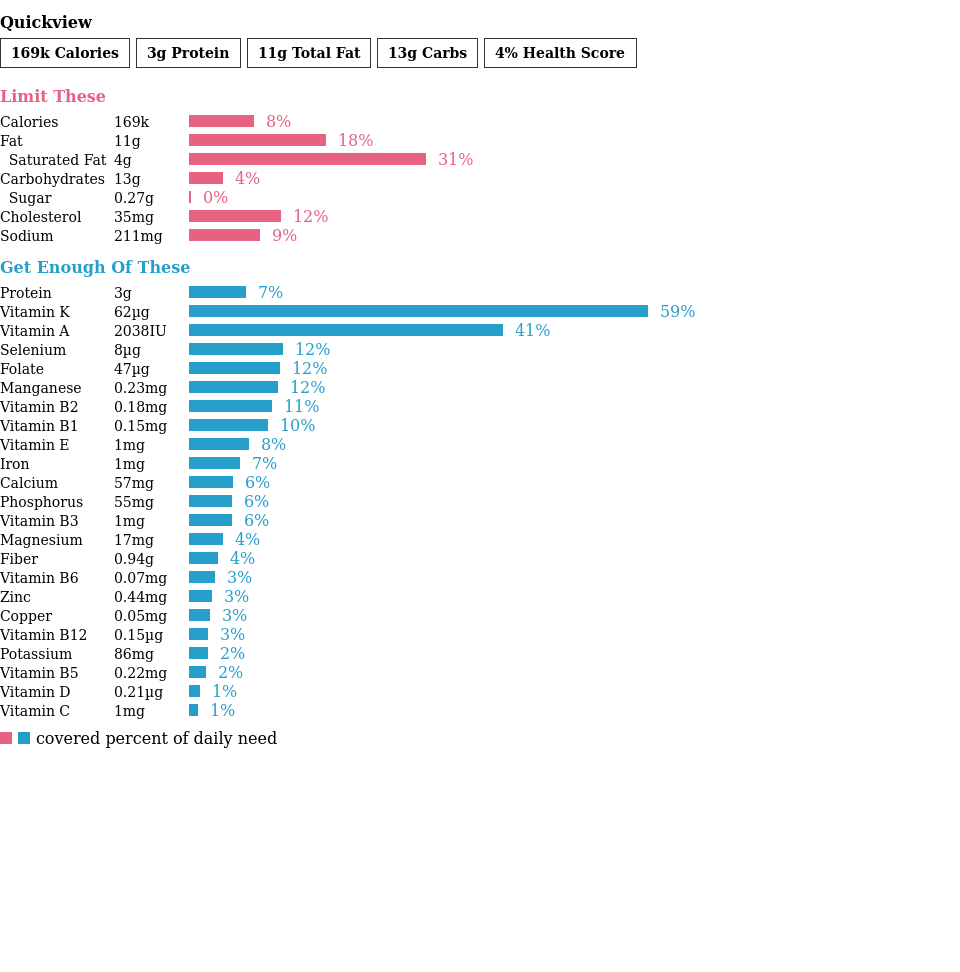 Quickview
169k Calories 3g Protein 11g Total Fat 13g Carbs 4% Health Score
Limit These
Calories 169k 8%
Fat 11g 18%
Saturated Fat 4g 31%
Carbohydrates 13g 4%
Sugar 0.27g 0%
Cholesterol 35mg 12%
Sodium 211mg 9%
Get Enough Of These
Protein 3g 7%
Vitamin K 62µg 59%
Vitamin A 2038IU 41%
Selenium 8µg 12%
Folate 47µg 12%
Manganese 0.23mg 12%
Vitamin B2 0.18mg 11%
Vitamin B1 0.15mg 10%
Vitamin E 1mg 8%
Iron 1mg 7%
Calcium 57mg 6%
Phosphorus 55mg 6%
Vitamin B3 1mg 6%
Magnesium 17mg 4%
Fiber 0.94g 4%
Vitamin B6 0.07mg 3%
Zinc 0.44mg 3%
Copper 0.05mg 3%
Vitamin B12 0.15µg 3%
Potassium 86mg 2%
Vitamin B5 0.22mg 2%
Vitamin D 0.21µg 1%
Vitamin C 1mg 1%
covered percent of daily need